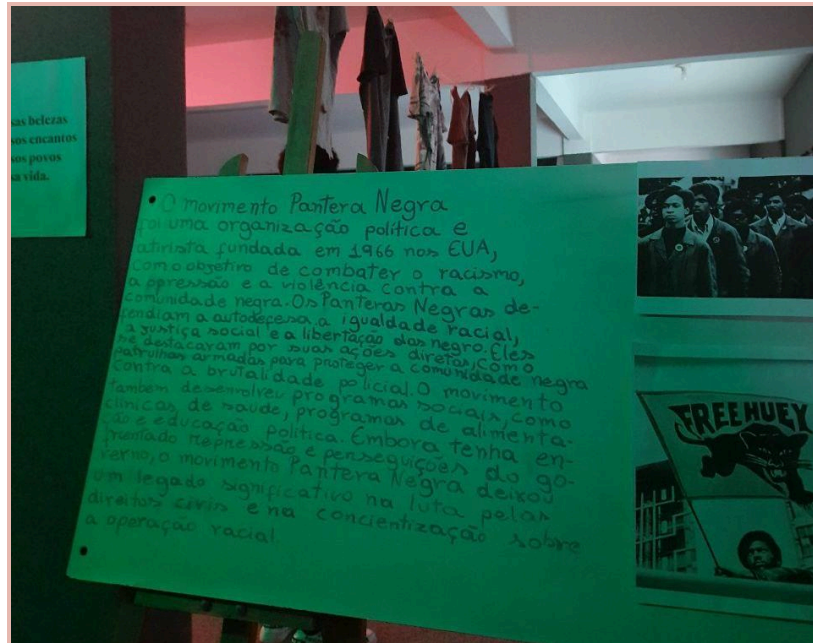 as belezas
sos encantos
sos povos
a vida.
O movimento Pantera Negra
foi uma organização política e
ativista fundada em 1966 nos EUA,
com o objetivo de combater o racismo,
a opressão e a violência contra a
comunidade negra. Os Panteras Negras de-
fendiam a autodefesa, a igualdade racial,
a justiça social e a libertação dos negro. Eles
se destacaram por suas ações diretas, como
patrulhas armadas para proteger a comunidade negra
contra a brutalidade policial. O movimento
também desenvolveu programas sociais, como
clínicas de saúde, programas de alimenta-
ção e educação política. Embora tenha en-
frentado repressão e perseguições do go-
verno, o movimento Pantera Negra deixou
um legado significativo na luta pelos
direitos civis e na concientização sobre
a operação racial.
FREE HUEY